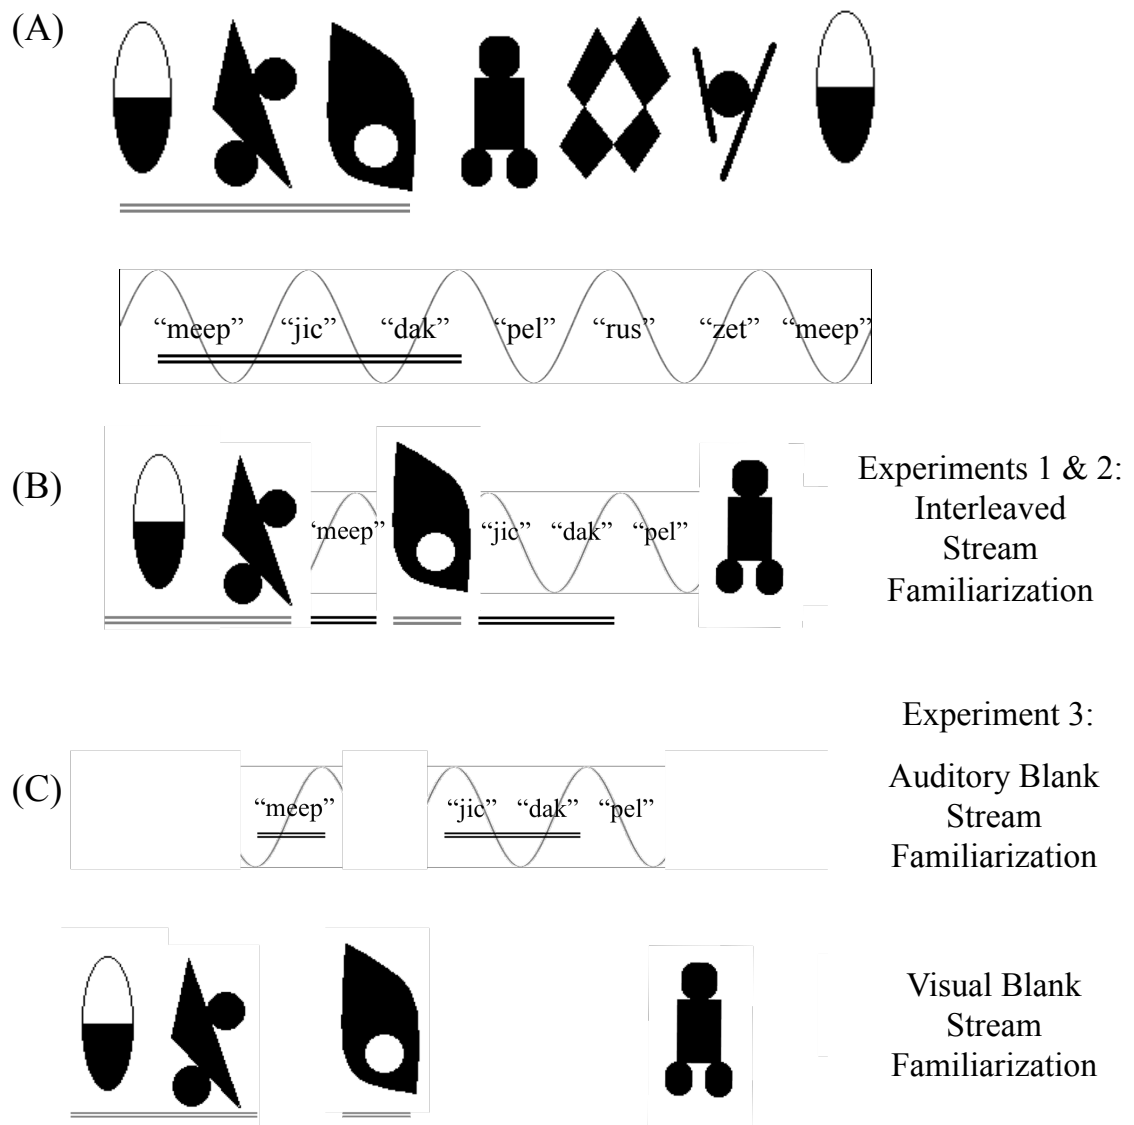 (A)
“meep” “jic” “dak” “pel” “rus” “zet” “meep”
(B)
“meep” “jic” “dak” “pel”
Experiments 1 & 2:
Interleaved
Stream
Familiarization
Experiment 3:
(C)
“meep” “jic” “dak” “pel”
Auditory Blank
Stream
Familiarization
Visual Blank
Stream
Familiarization